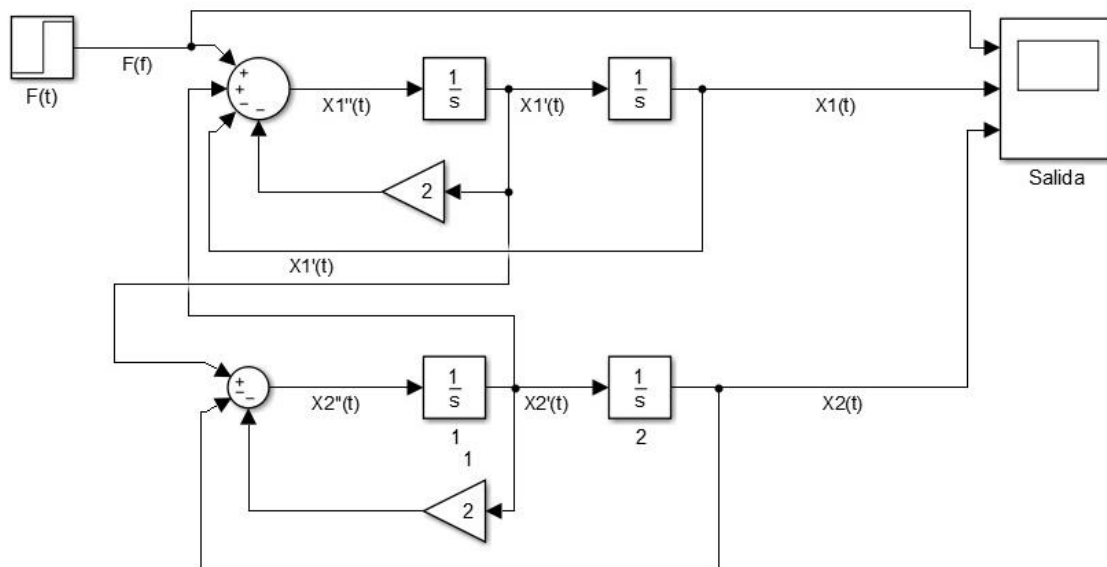 F(t)
F(f)
+
+
−
−
X1''(t)
1
s
X1'(t)
1
s
X1(t)
Salida
2
X1'(t)
+
−
−
X2''(t)
1
s
X2'(t)
1
s
X2(t)
1
2
1
2